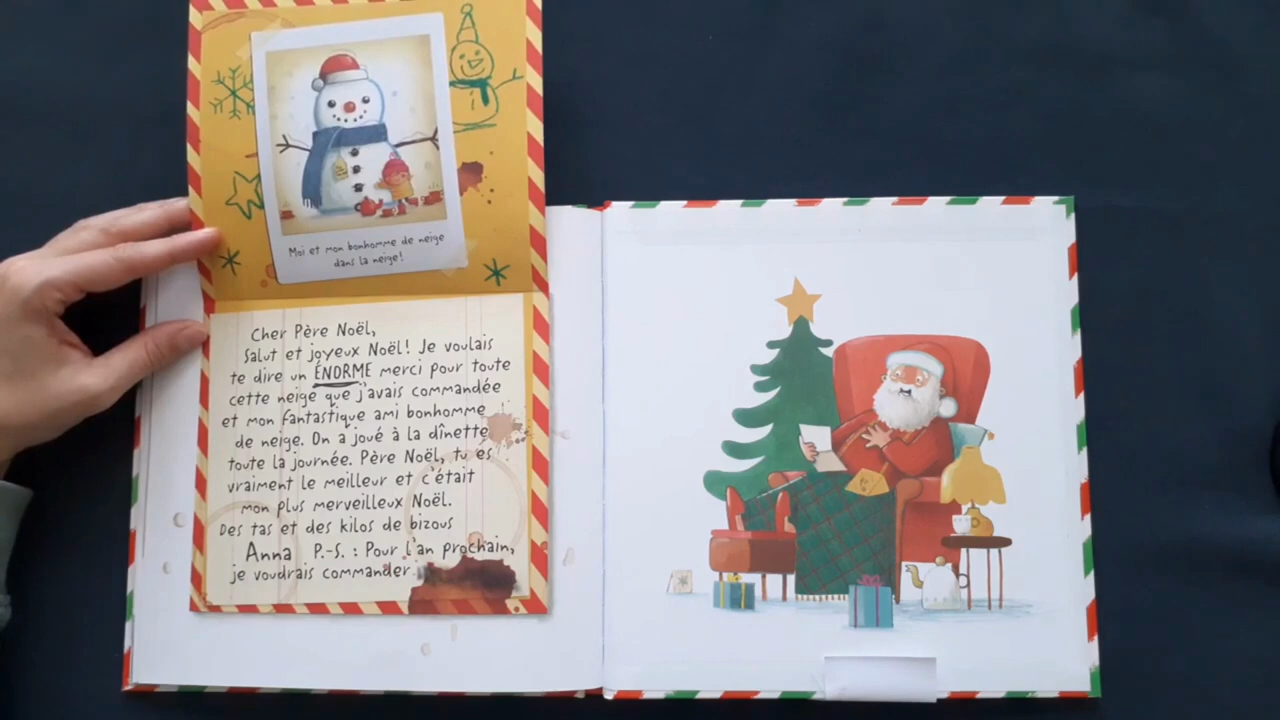 Moi et mon bonhomme de neige
dans la neige!
Cher Père Noël,
Salut et joyeux Noël! Je voulais
te dire un ÉNORME merci pour toute
cette neige que j'avais commandée
et mon fantastique ami bonhomme
de neige. On a joué à la dînette
toute la journée. Père Noël, tu es
vraiment le meilleur et c'était
mon plus merveilleux Noël.
Des tas et des kilos de bizous
Anna P.-S. : Pour l'an prochain,
je voudrais commander